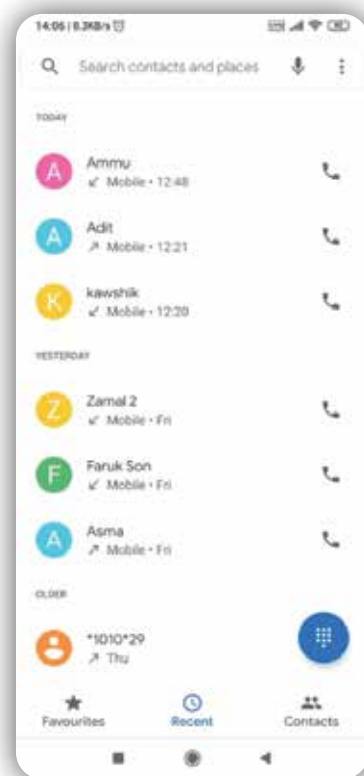 14:05 | 0.3KB/s
Search contacts and places
TODAY
A
Ammu
↙ Mobile • 12:48
A
Adit
↗ Mobile • 12:21
K
kawshik
↙ Mobile • 12:20
YESTERDAY
Z
Zamal 2
↙ Mobile • Fri
F
Faruk Son
↙ Mobile • Fri
A
Asma
↗ Mobile • Fri
OLDER
*1010*29
↗ Thu
Favourites
Recent
Contacts